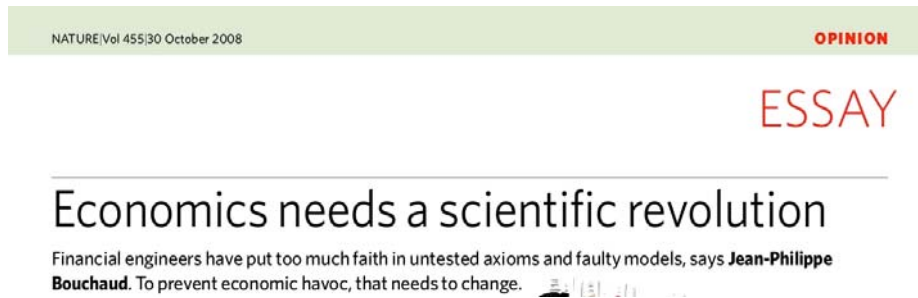 NATURE|Vol 455|30 October 2008
OPINION
ESSAY
Economics needs a scientific revolution
Financial engineers have put too much faith in untested axioms and faulty models, says Jean-Philippe
Bouchaud. To prevent economic havoc, that needs to change.